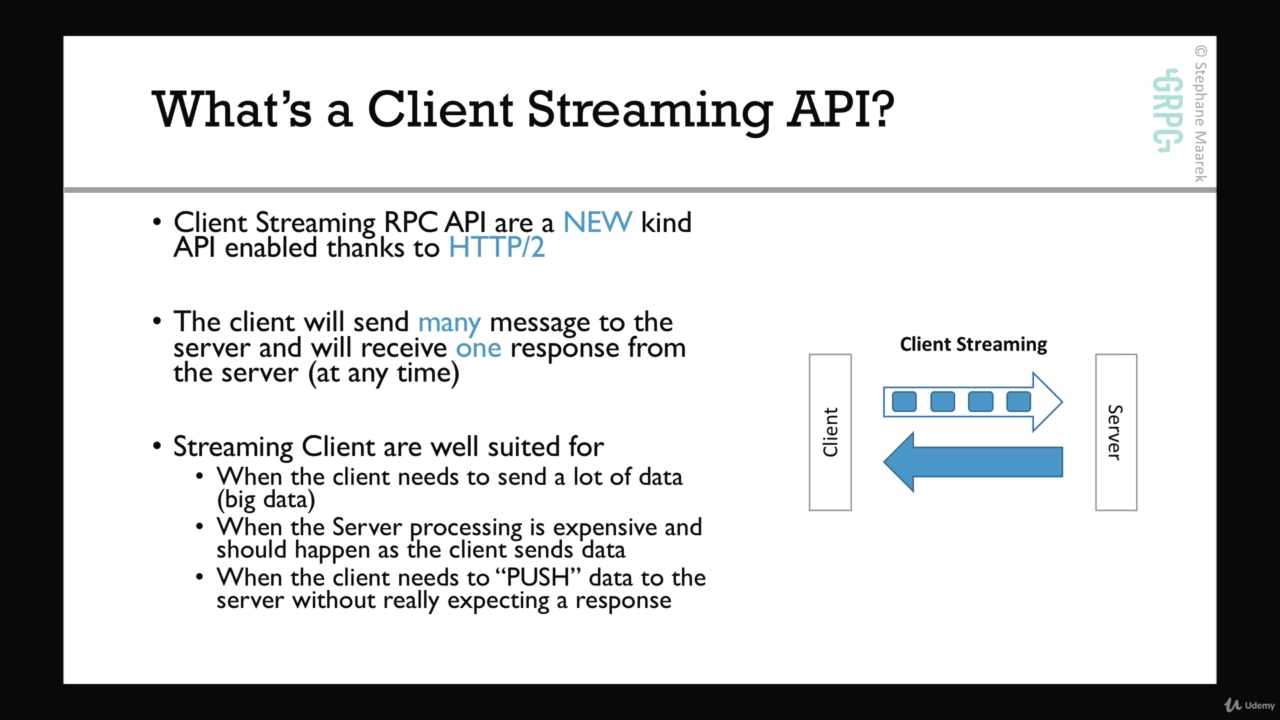 What's a Client Streaming API?
GRPC
© Stephane Maarek
• Client Streaming RPC API are a NEW kind
API enabled thanks to HTTP/2
• The client will send many message to the
server and will receive one response from
the server (at any time)
• Streaming Client are well suited for
• When the client needs to send a lot of data
(big data)
• When the Server processing is expensive and
should happen as the client sends data
• When the client needs to “PUSH” data to the
server without really expecting a response
Client Streaming
Client
Server
Udemy